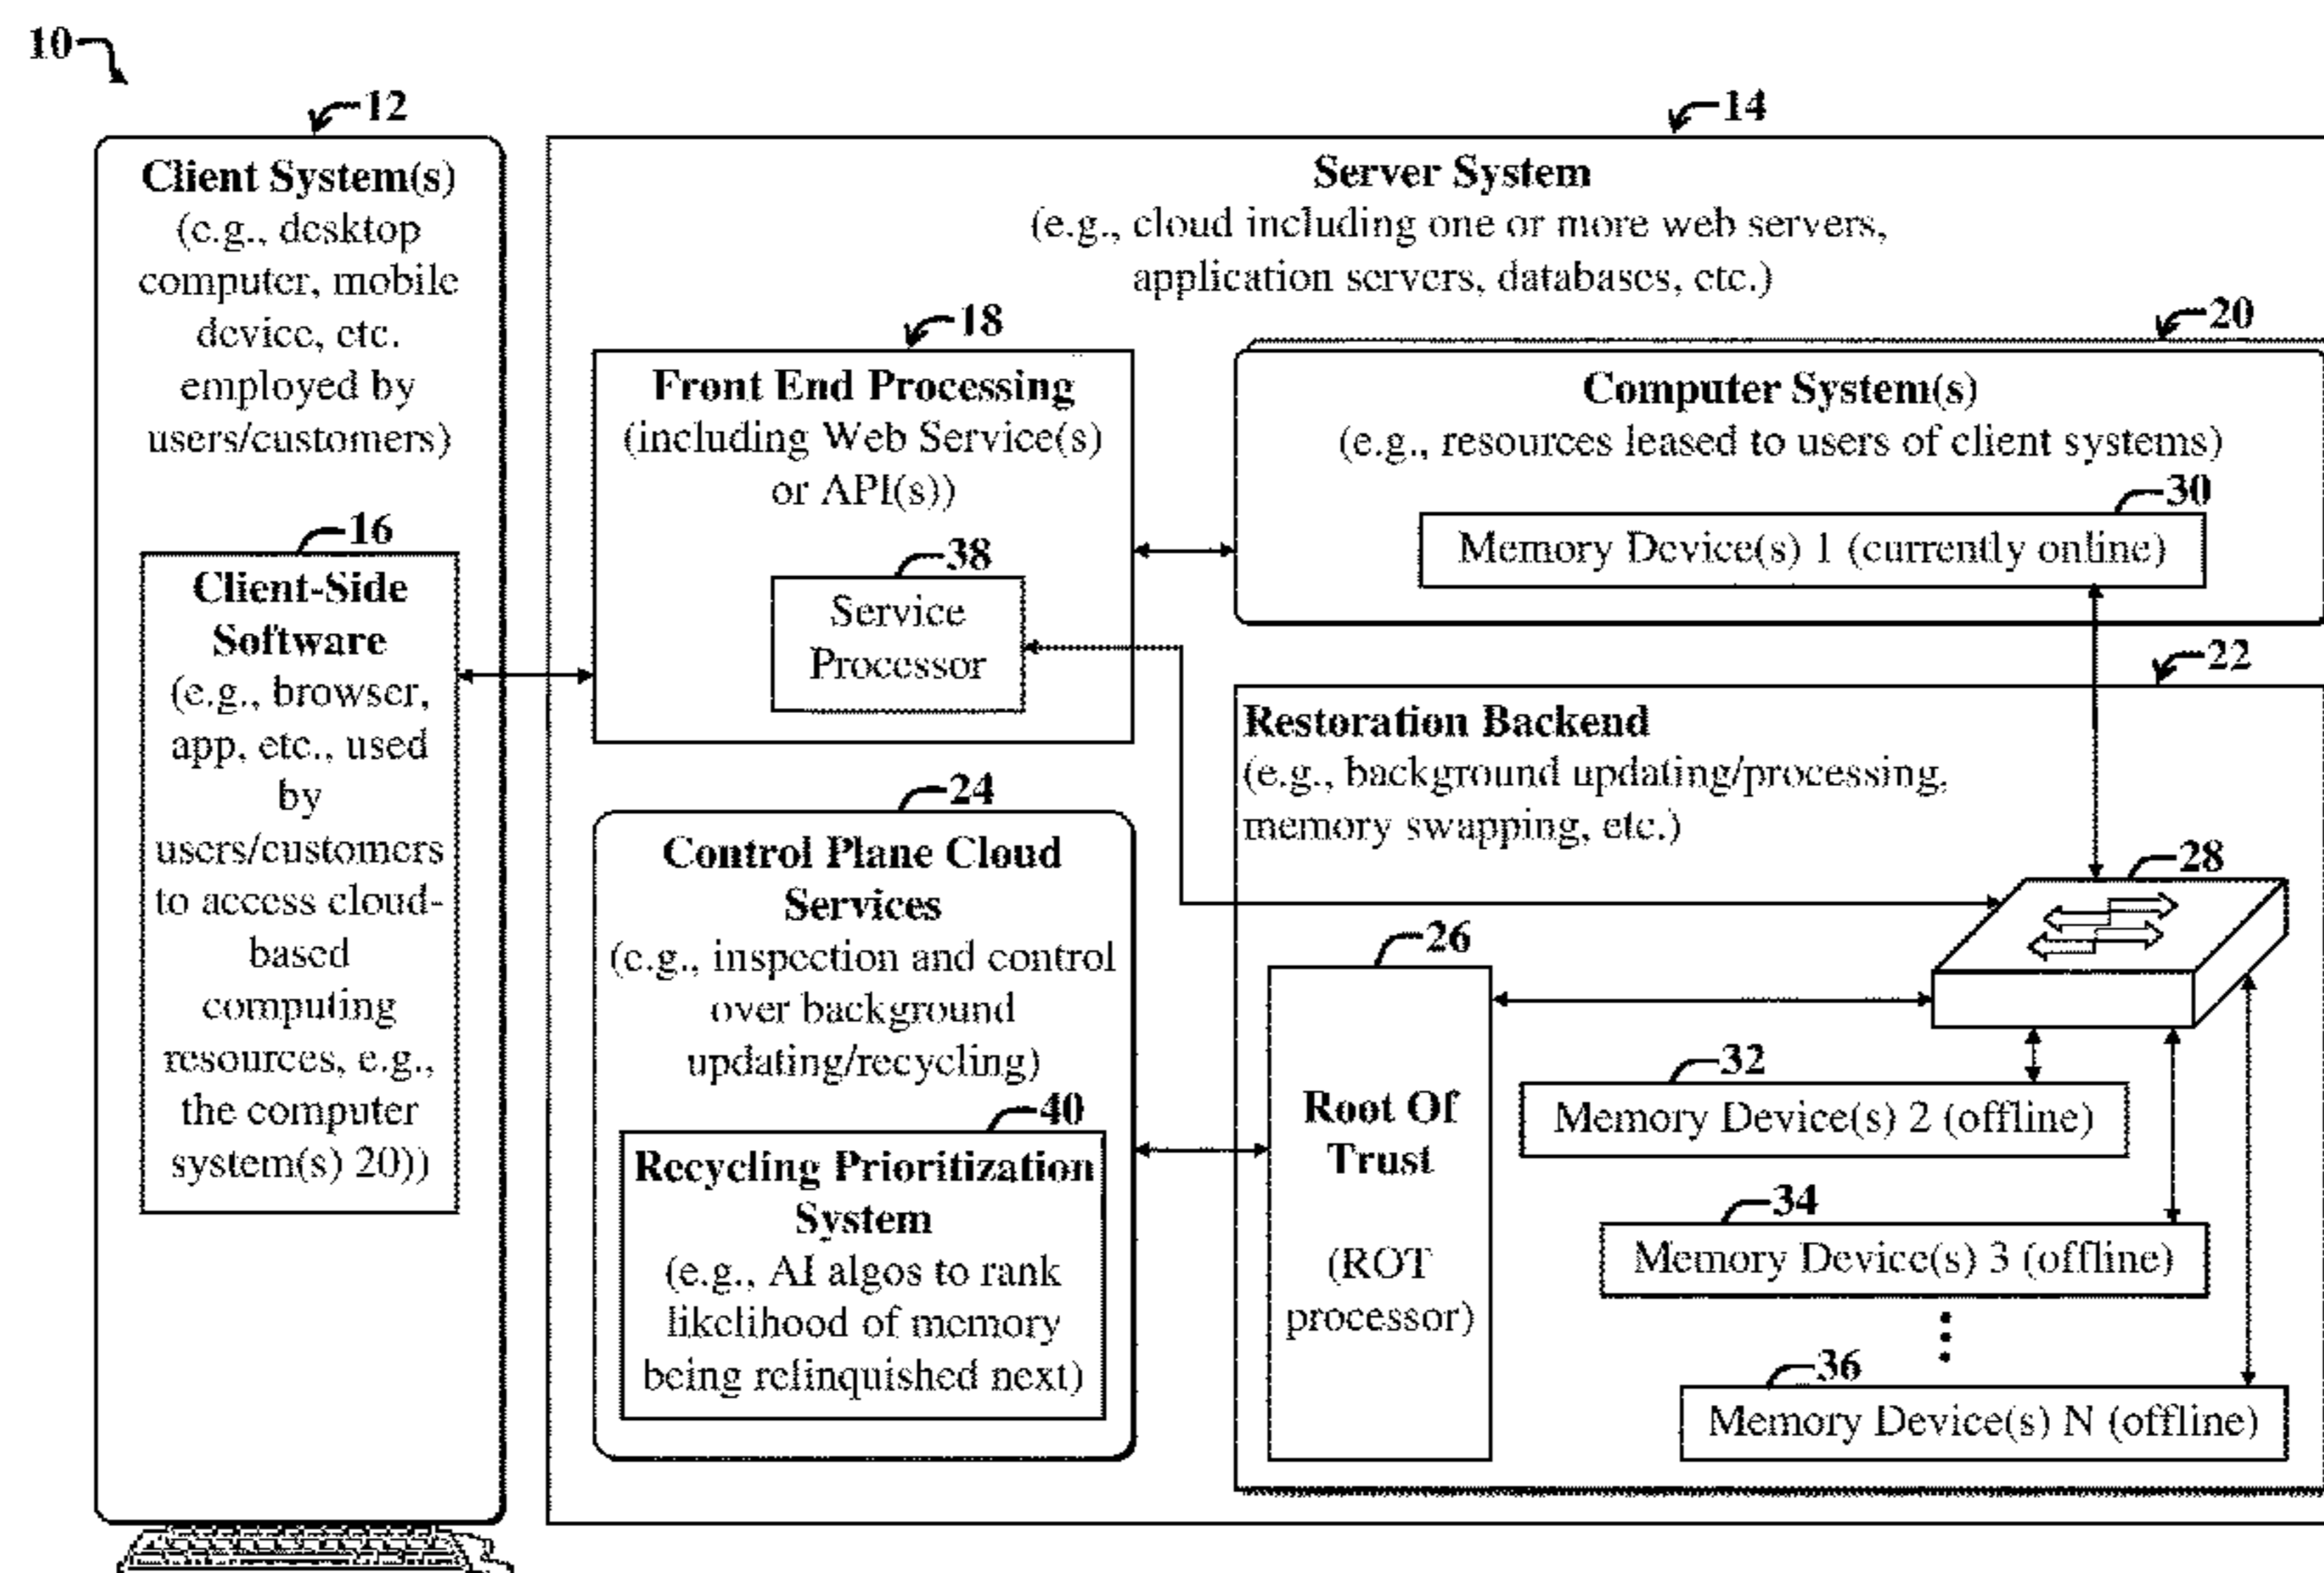 10
12
Client System(s)
(e.g., desktop
computer, mobile
device, etc.
employed by
users/customers)
16
Client-Side
Software
(e.g., browser,
app, etc., used
by
users/customers
to access cloud-
based
computing
resources, e.g.,
the computer
system(s) 20))
14
Server System
(e.g., cloud including one or more web servers,
application servers, databases, etc.)
18
Front End Processing
(including Web Service(s)
or API(s))
38
Service
Processor
20
Computer System(s)
(e.g., resources leased to users of client systems)
30
Memory Device(s) 1 (currently online)
24
Control Plane Cloud
Services
(e.g., inspection and control
over background
updating/recycling)
40
Recycling Prioritization
System
(e.g., AI algos to rank
likelihood of memory
being relinquished next)
22
Restoration Backend
(e.g., background updating/processing,
memory swapping, etc.)
28
26
Root Of
Trust
(ROT
processor)
32
Memory Device(s) 2 (offline)
34
Memory Device(s) 3 (offline)
36
Memory Device(s) N (offline)